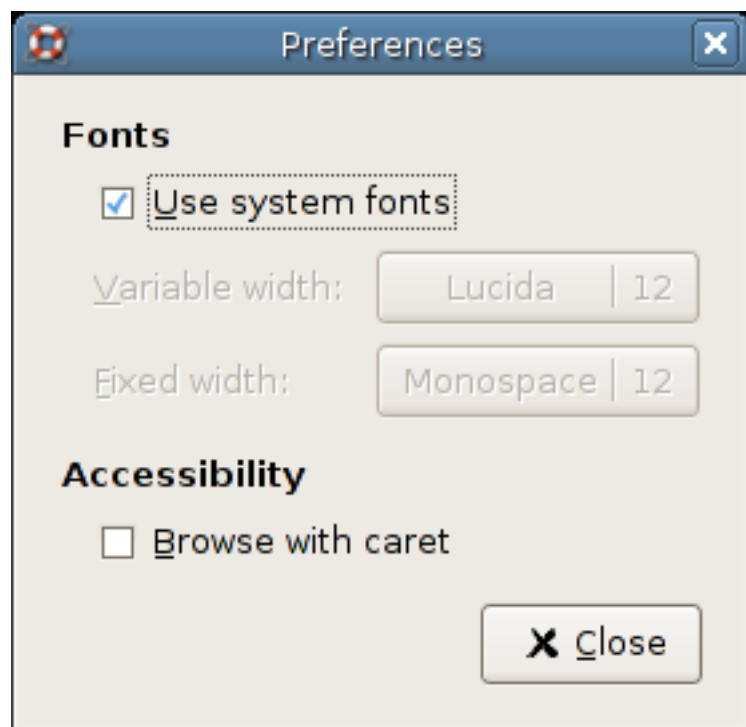 Preferences
Fonts
Use system fonts
Variable width: Lucida 12
Fixed width: Monospace 12
Accessibility
Browse with caret
Close